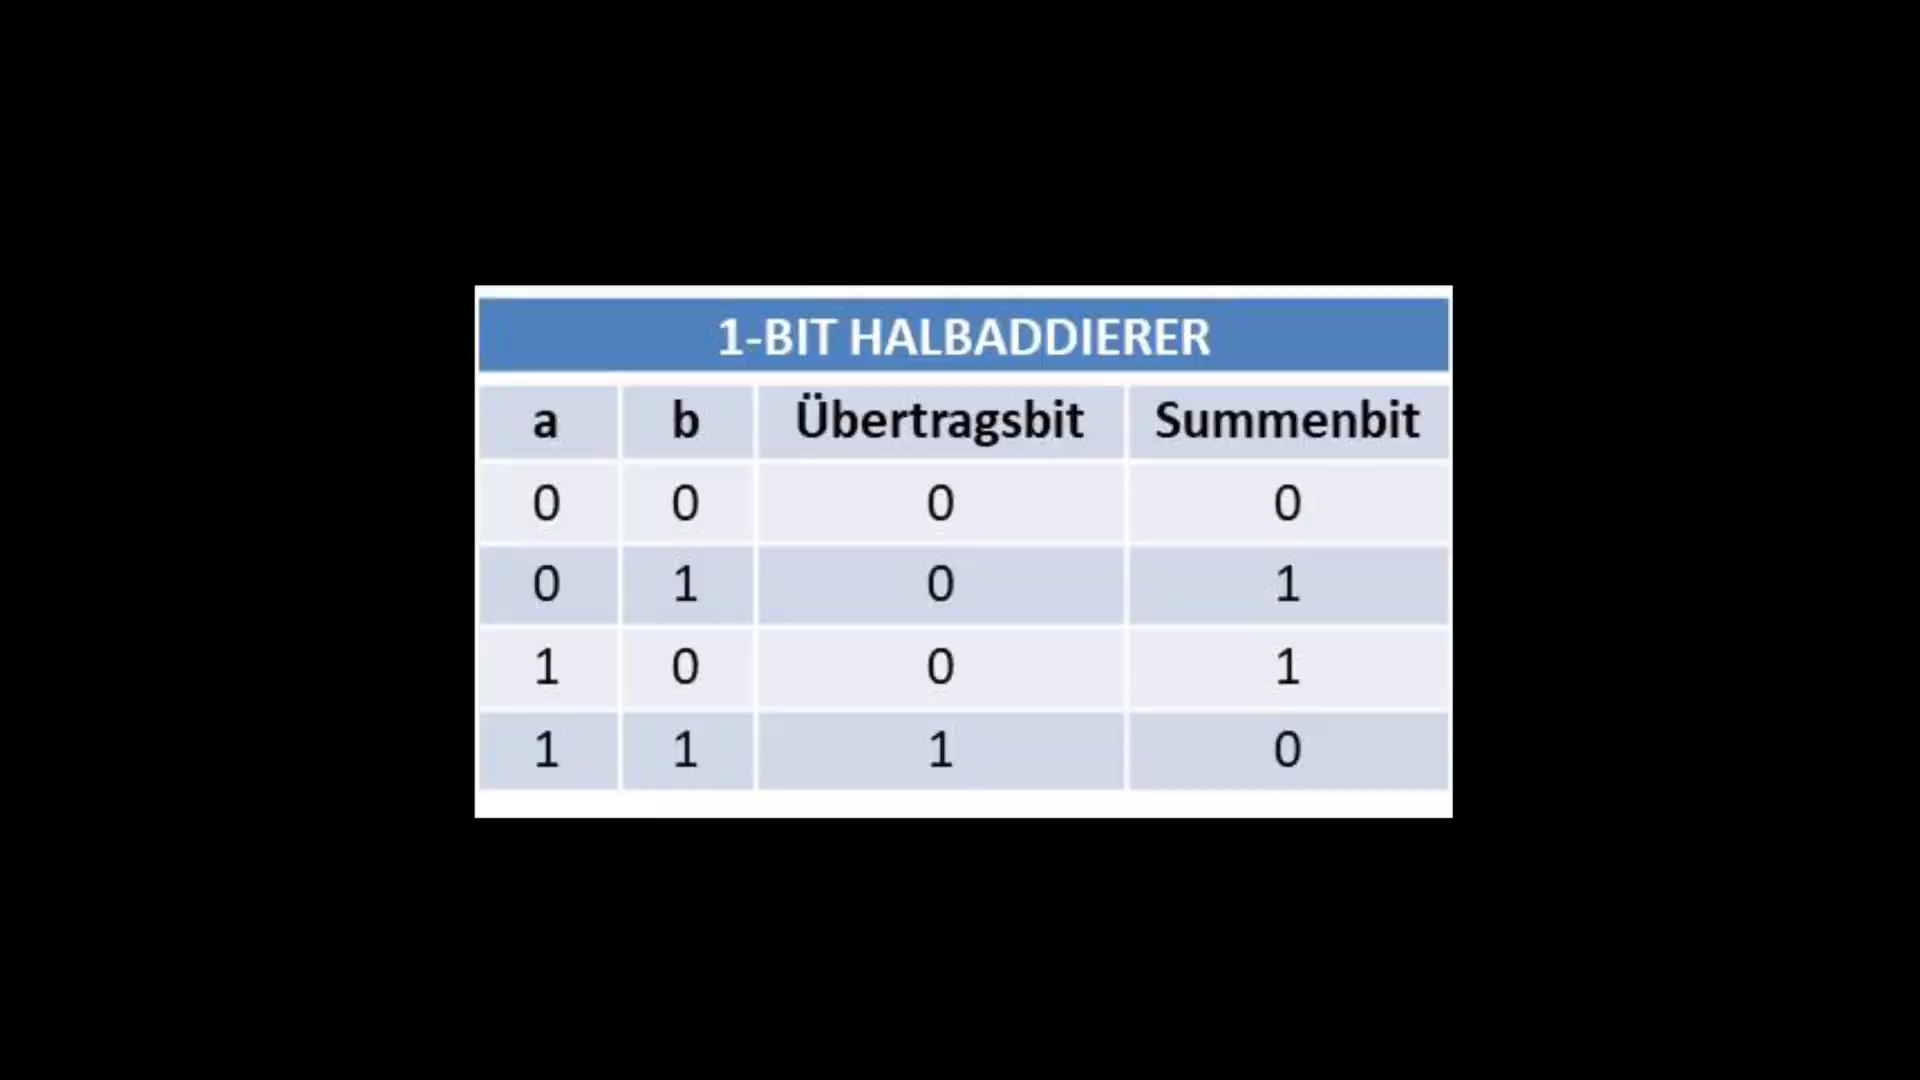 1-BIT HALBADDIERER
a b Übertragsbit Summenbit
0 0 0 0
0 1 0 1
1 0 0 1
1 1 1 0